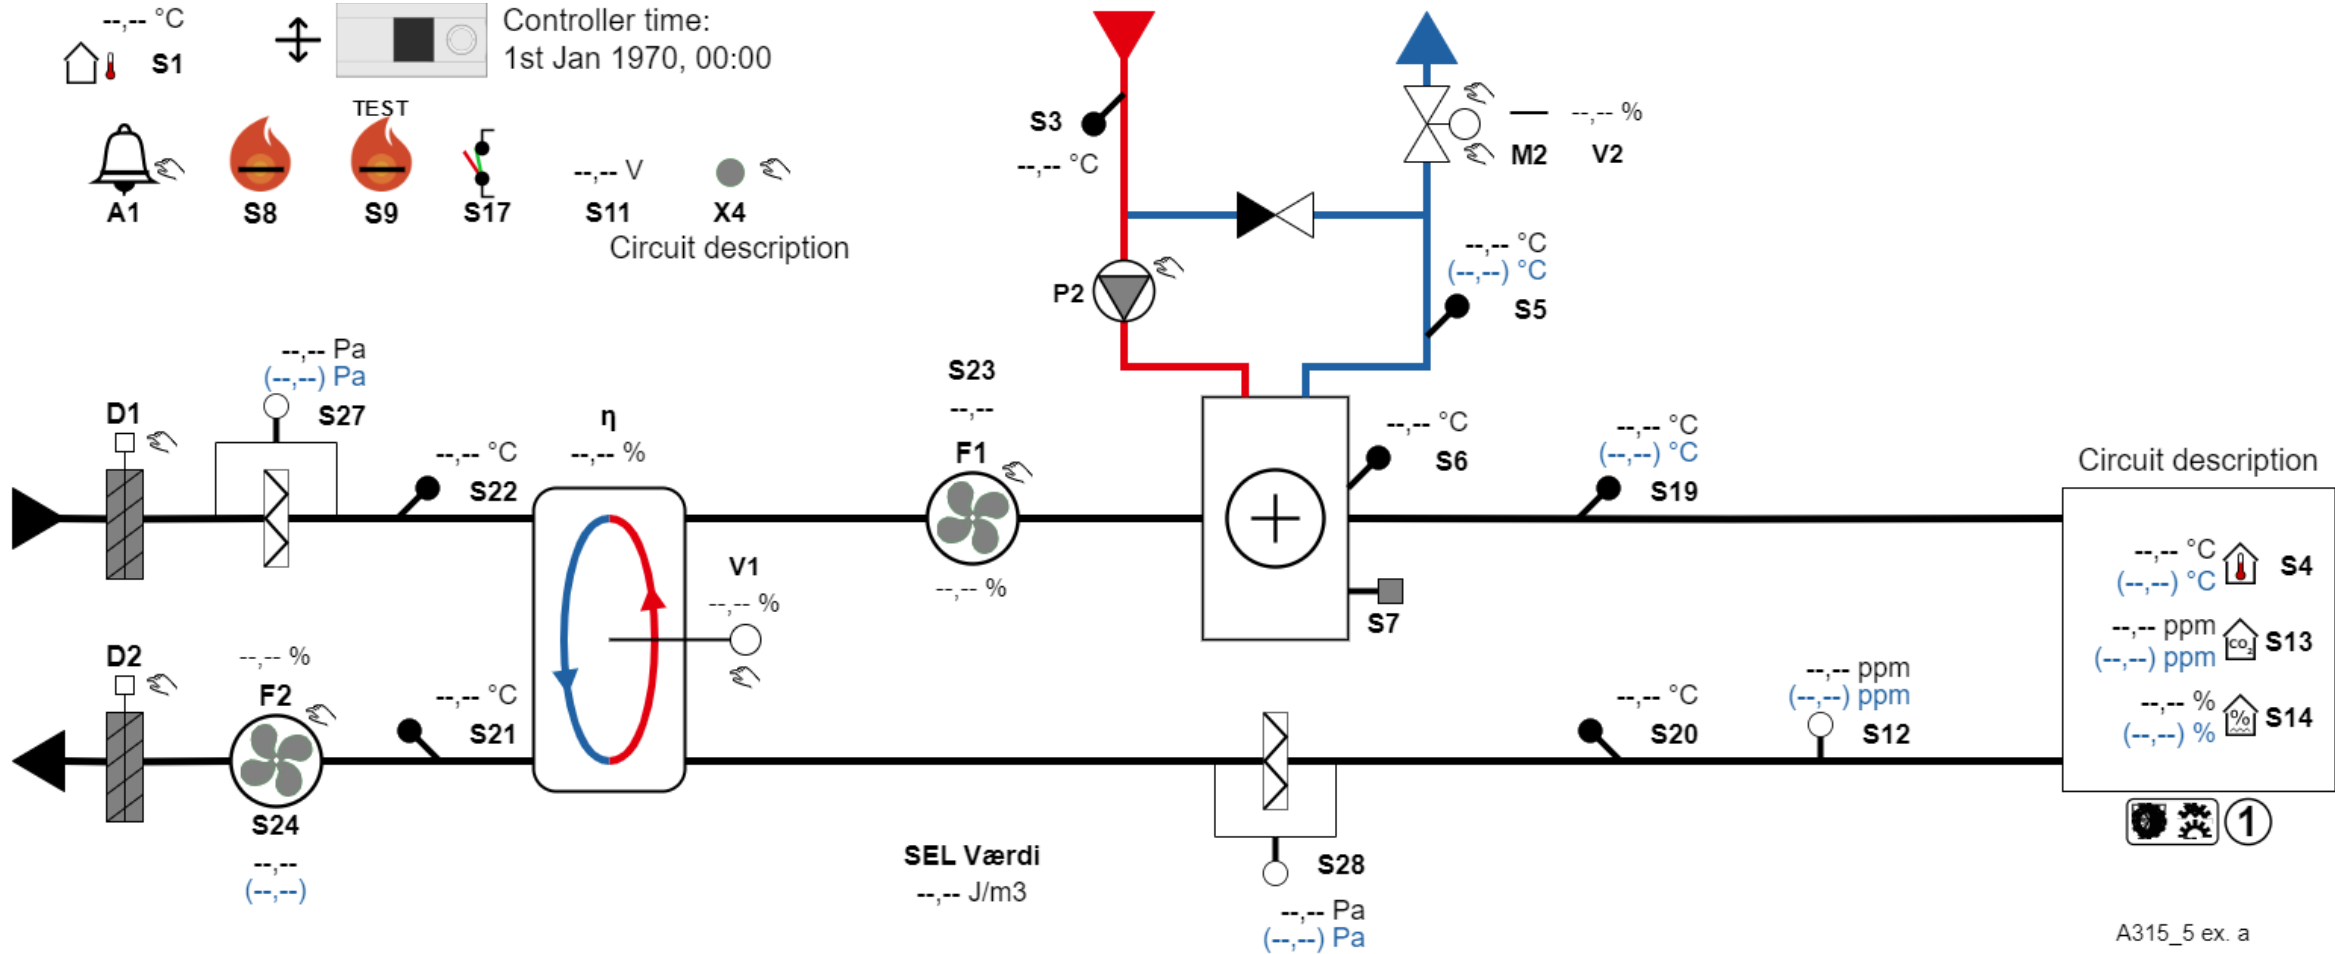 --,-- °C
S1
Controller time:
1st Jan 1970, 00:00
TEST
A1
S8
S9
S17
--,-- V
S11
X4
Circuit description
S3
--,-- °C
--,-- %
M2
V2
P2
--,-- °C
(--,--) °C
S5
--,-- Pa
(--,--) Pa
S27
D1
--,-- °C
S22
η
--,-- %
S23
--,--
F1
--,-- %
--,-- °C
S6
--,-- °C
(--,--) °C
S19
S7
V1
--,-- %
Circuit description
--,-- °C
(--,--) °C
S4
--,-- ppm
(--,--) ppm
CO2
S13
--,-- %
(--,--) %
%
S14
D2
--,-- %
F2
S24
--,--
(--,--)
--,-- °C
S21
--,-- °C
S20
--,-- ppm
(--,--) ppm
S12
SEL Værdi
--,-- J/m3
S28
--,-- Pa
(--,--) Pa
1
A315_5 ex. a